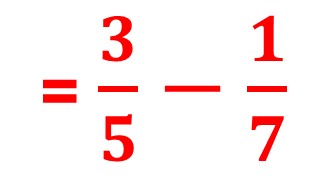 = 3/5 − 1/7